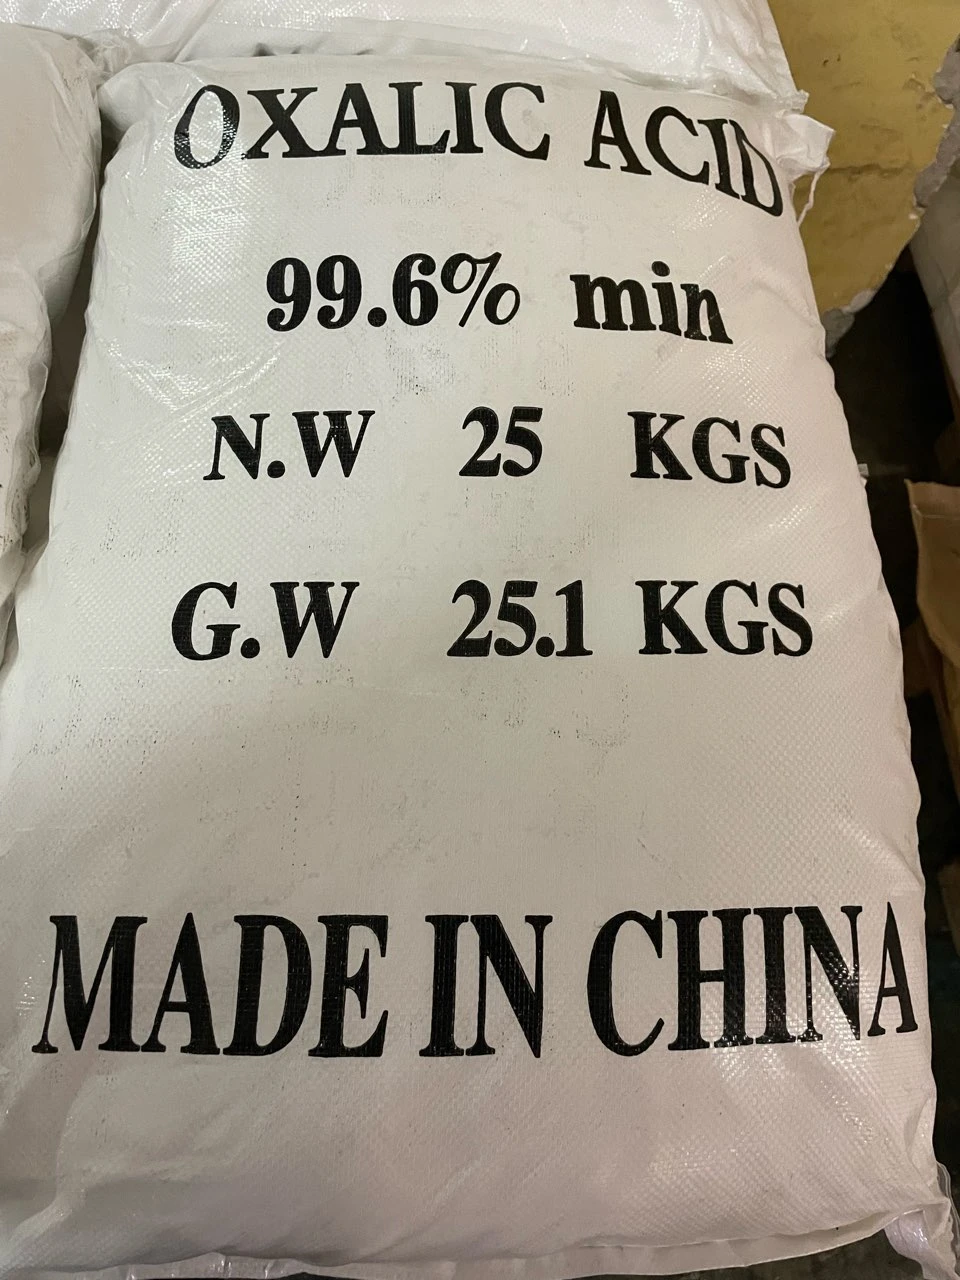 OXALIC ACID
99.6% min
N.W 25 KGS
G.W 25.1 KGS
MADE IN CHINA